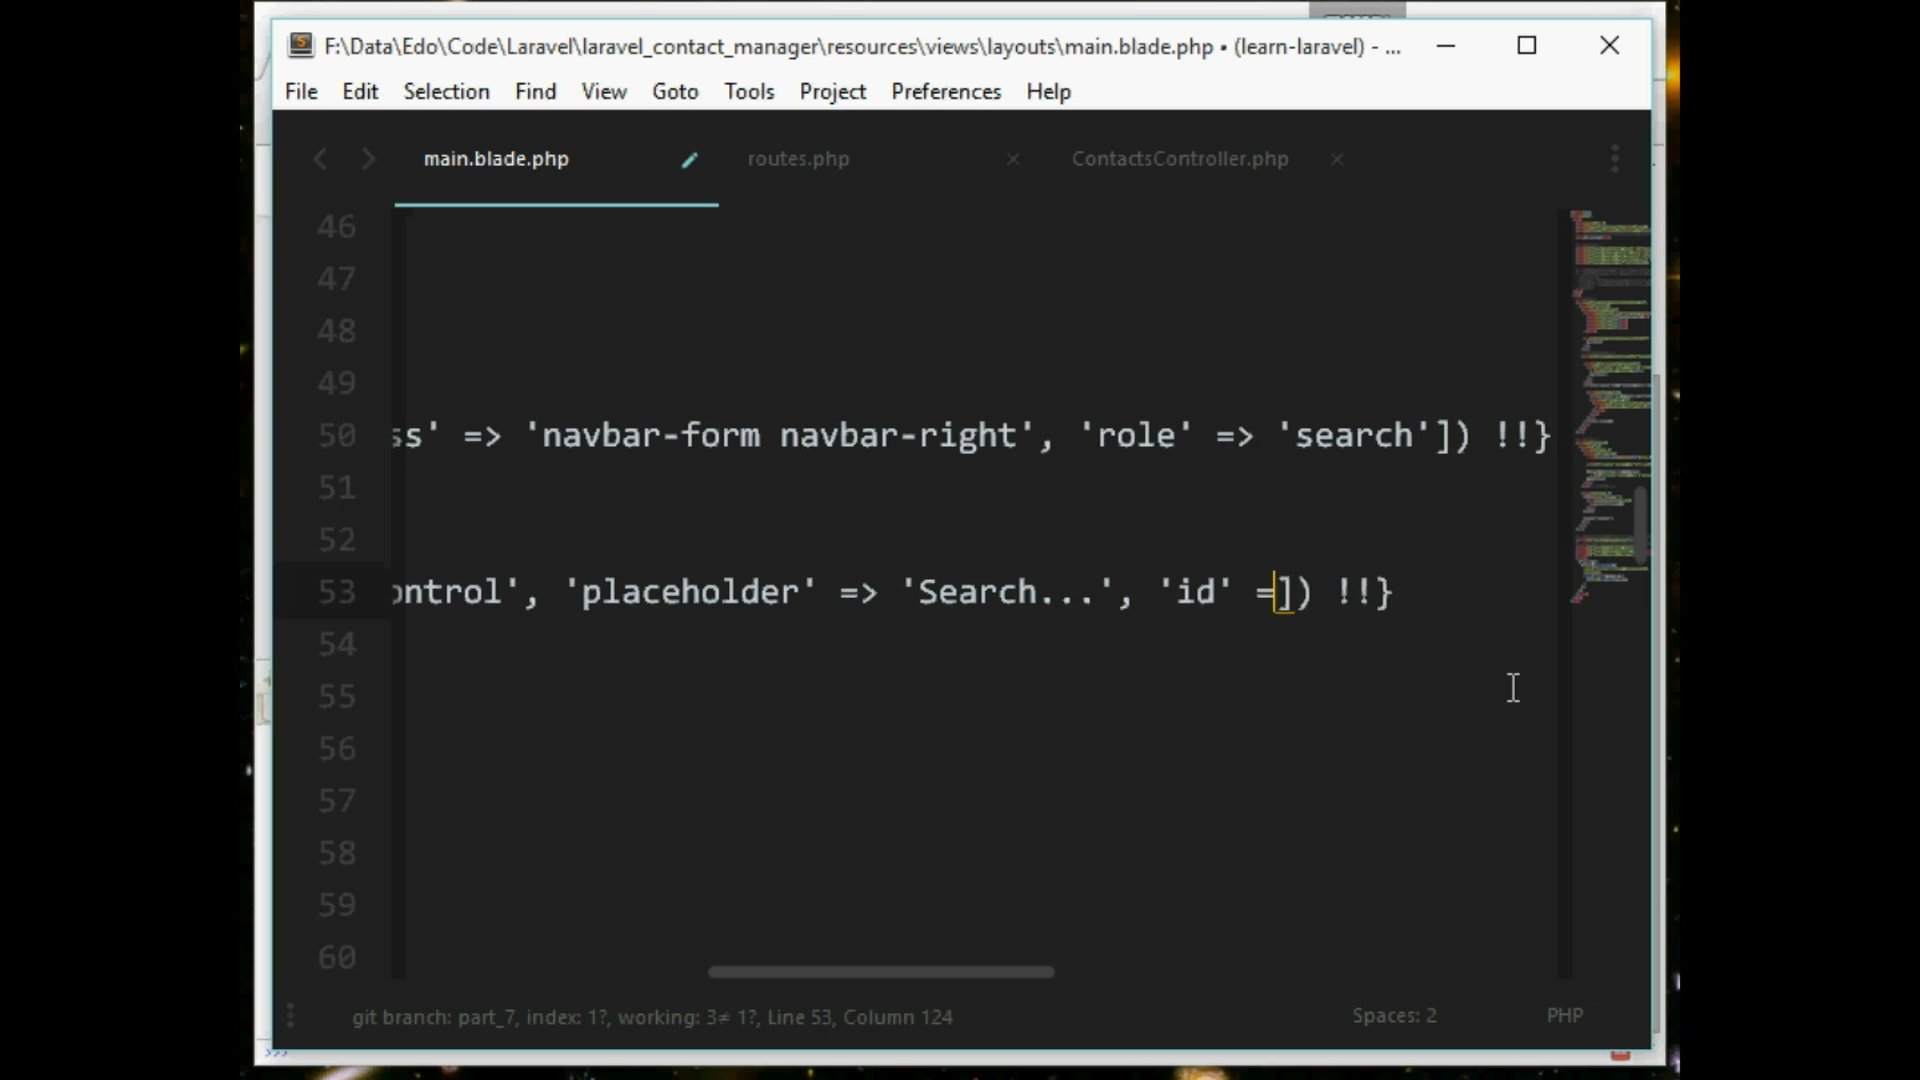 F:\Data\Edo\Code\Laravel\laravel_contact_manager\resources\views\layouts\main.blade.php • (learn-laravel) - ...
File Edit Selection Find View Goto Tools Project Preferences Help
main.blade.php routes.php ContactsController.php
46
47
48
49
50 ss' => 'navbar-form navbar-right', 'role' => 'search']) !!}
51
52
53 ontrol', 'placeholder' => 'Search...', 'id' =]) !!}
54
55
56
57
58
59
60
git branch: part_7, index: 1?, working: 3≠ 1?, Line 53, Column 124 Spaces: 2 PHP
>>>